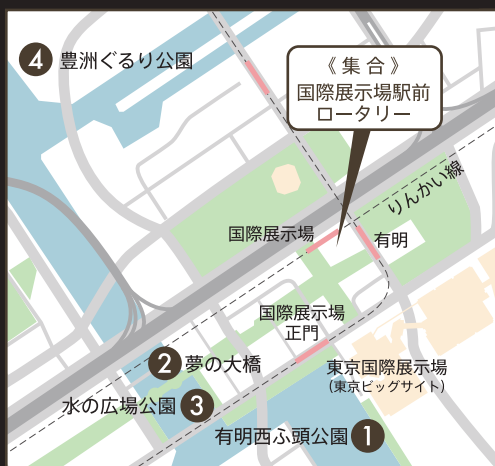 4 豊洲ぐるり公園
《 集 合 》
国際展示場駅前
ロータリー
りんかい線
国際展示場
有明
国際展示場
正門
2 夢の大橋
東京国際展示場
(東京ビッグサイト)
水の広場公園 3
有明西ふ頭公園 1